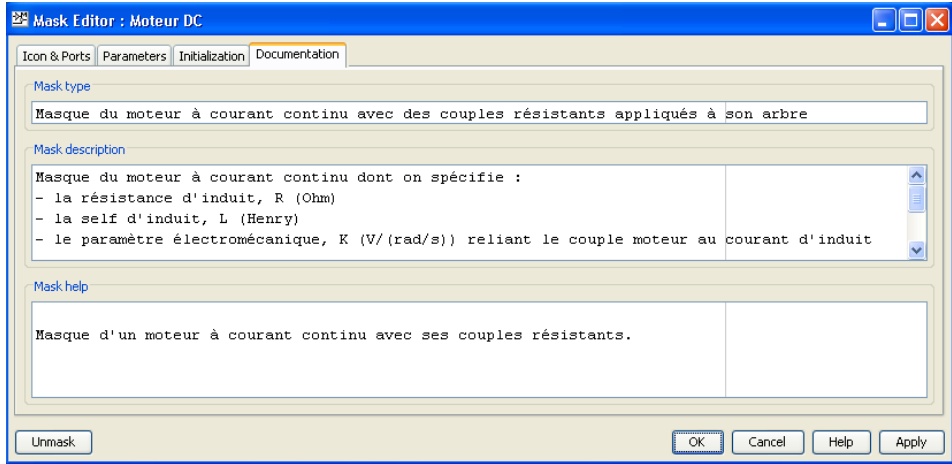 Mask Editor : Moteur DC
Icon & Ports Parameters Initialization Documentation
Mask type
Masque du moteur à courant continu avec des couples résistants appliqués à son arbre
Mask description
Masque du moteur à courant continu dont on spécifie :
- la résistance d'induit, R (Ohm)
- la self d'induit, L (Henry)
- le paramètre électromécanique, K (V/(rad/s)) reliant le couple moteur au courant d'induit
Mask help
Masque d'un moteur à courant continu avec ses couples résistants.
Unmask OK Cancel Help Apply